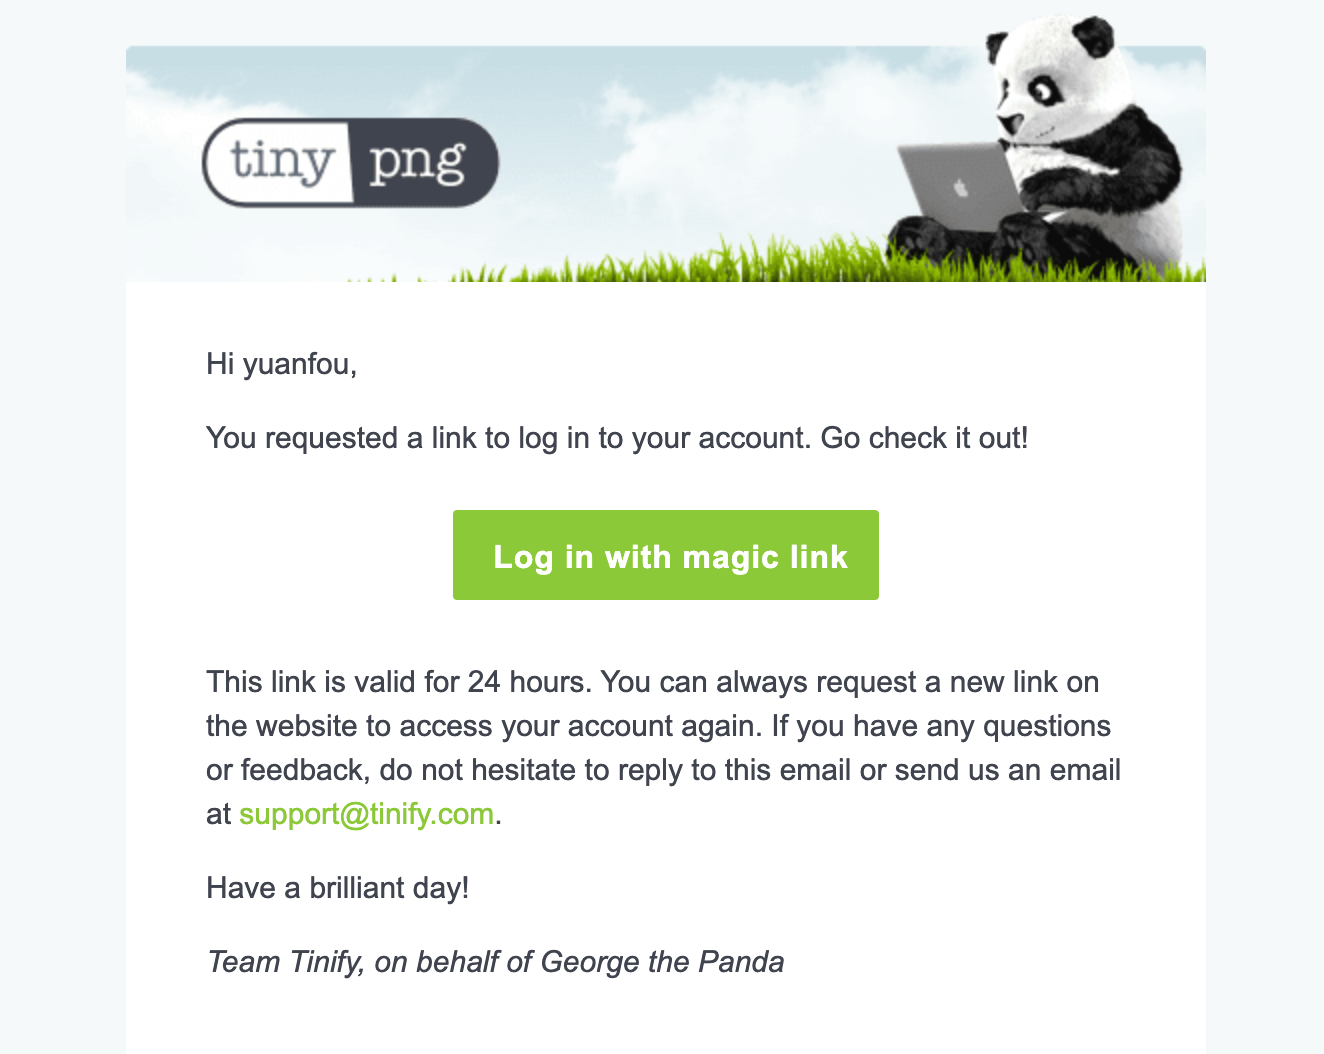 tiny png
Hi yuanfou,
You requested a link to log in to your account. Go check it out!
Log in with magic link
This link is valid for 24 hours. You can always request a new link on
the website to access your account again. If you have any questions
or feedback, do not hesitate to reply to this email or send us an email
at support@tinify.com.
Have a brilliant day!
Team Tinify, on behalf of George the Panda